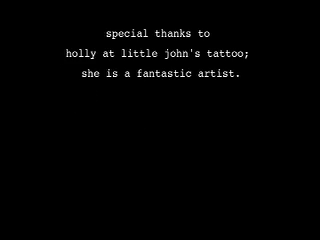 special thanks to
holly at little john's tattoo;
she is a fantastic artist.